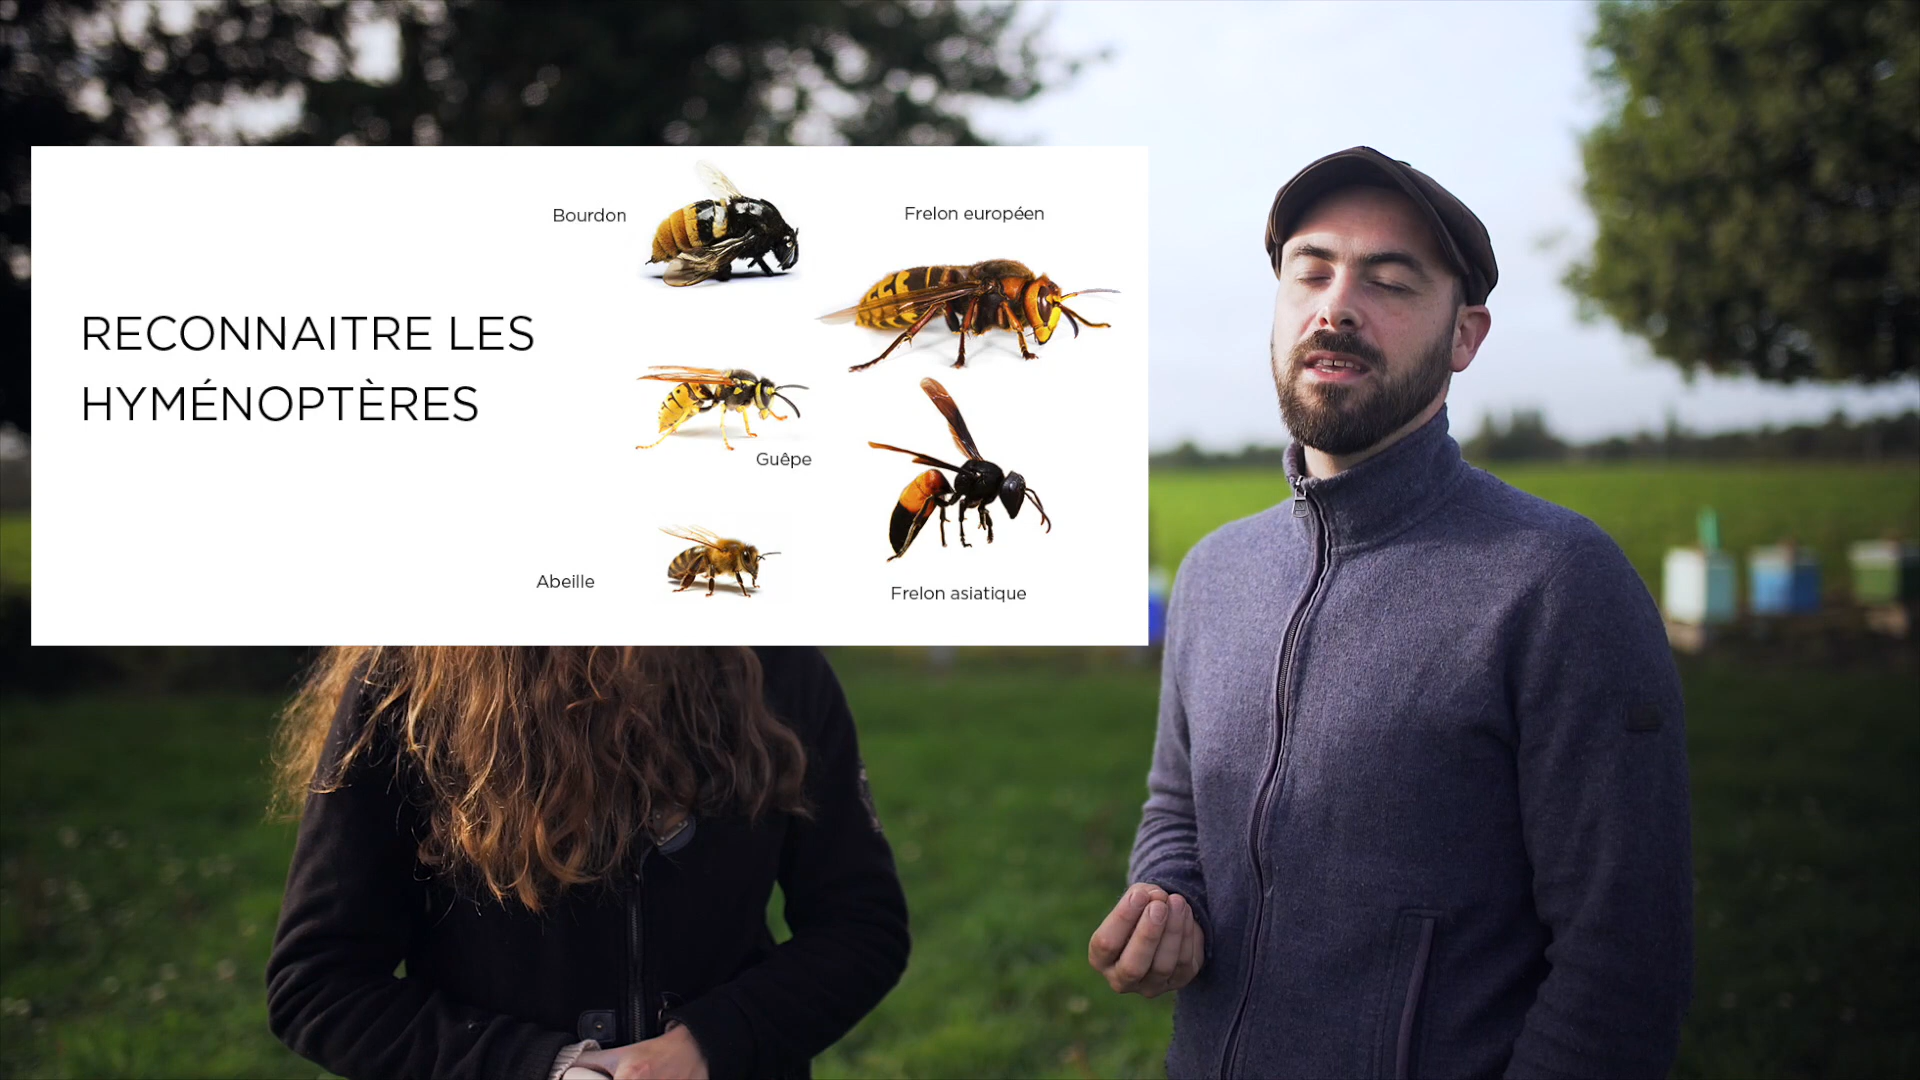 RECONNAITRE LES
HYMÉNOPTÈRES
Bourdon
Frelon européen
Guêpe
Abeille
Frelon asiatique